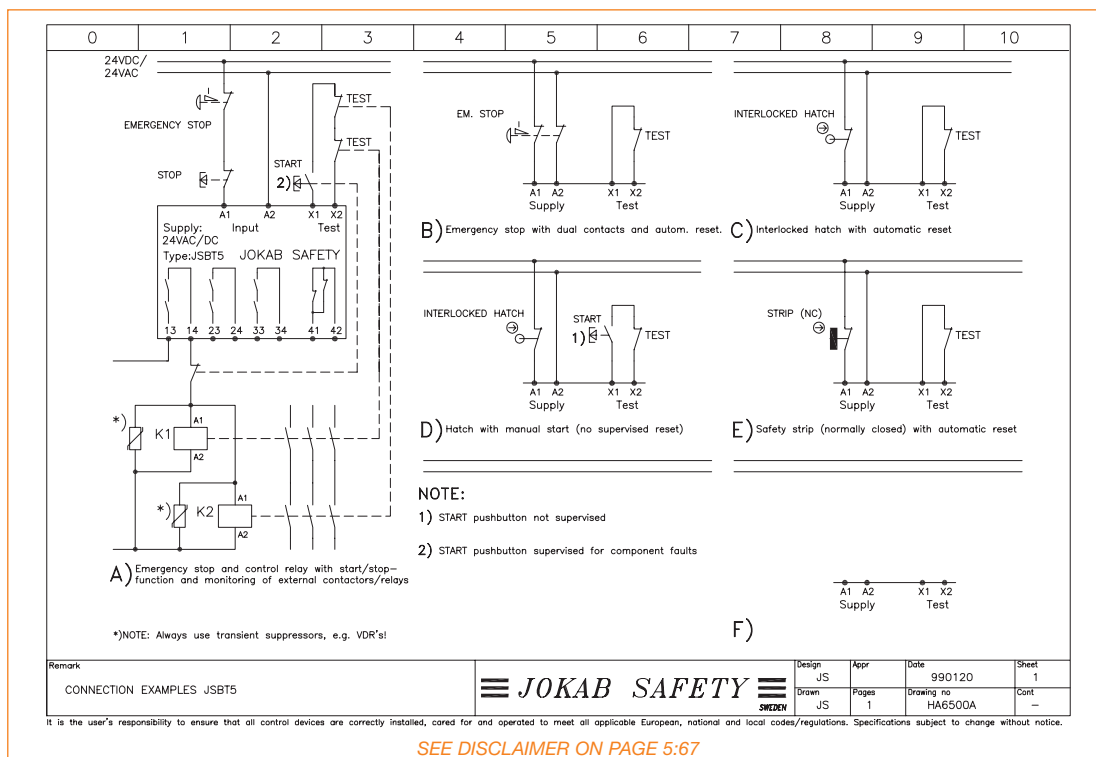 0 1 2 3 4 5 6 7 8 9 10
24VDC/
24VAC
EMERGENCY STOP
STOP
TEST
TEST
START
2)
A1 A2 X1 X2
Supply: Input Test
24VAC/DC
Type:JSBT5 JOKAB SAFETY
13 14 23 24 33 34 41 42
*)
K1
A1
A2
*)
K2
A1
A2
A) Emergency stop and control relay with start/stop-
function and monitoring of external contactors/relays
*)NOTE: Always use transient suppressors, e.g. VDR's!
EM. STOP
TEST
A1 A2 X1 X2
Supply Test
B) Emergency stop with dual contacts and autom. reset.
INTERLOCKED HATCH
TEST
A1 A2 X1 X2
Supply Test
C) Interlocked hatch with automatic reset
INTERLOCKED HATCH
START
1)
TEST
A1 A2 X1 X2
Supply Test
D) Hatch with manual start (no supervised reset)
STRIP (NC)
TEST
A1 A2 X1 X2
Supply Test
E) Safety strip (normally closed) with automatic reset
NOTE:
1) START pushbutton not supervised
2) START pushbutton supervised for component faults
A1 A2 X1 X2
Supply Test
F)
Remark
CONNECTION EXAMPLES JSBT5
JOKAB SAFETY
SWEDEN
Design Appr Date Sheet
JS 990120 1
Drawn Pages Drawing no Cont
JS 1 HA6500A -
It is the user's responsibility to ensure that all control devices are correctly installed, cared for and operated to meet all applicable European, national and local codes/regulations. Specifications subject to change without notice.
SEE DISCLAIMER ON PAGE 5:67